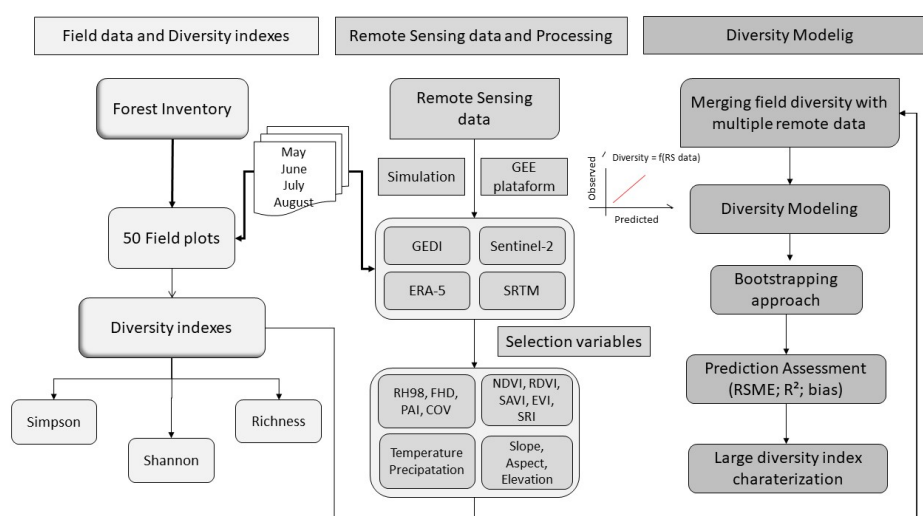 Field data and Diversity indexes
Remote Sensing data and Processing
Diversity Modelig
Forest Inventory
May
June
July
August
50 Field plots
Diversity indexes
Simpson
Shannon
Richness
Remote Sensing
data
Simulation
GEE
plataform
GEDI
Sentinel-2
ERA-5
SRTM
Selection variables
RH98, FHD,
PAI, COV
NDVI, RDVI,
SAVI, EVI,
SRI
Temperature
Precipatation
Slope,
Aspect,
Elevation
Merging field diversity with
multiple remote data
Diversity = f(RS data)
Observed
Predicted
Diversity Modeling
Bootstrapping
approach
Prediction Assessment
(RSME; R²; bias)
Large diversity index
charaterization